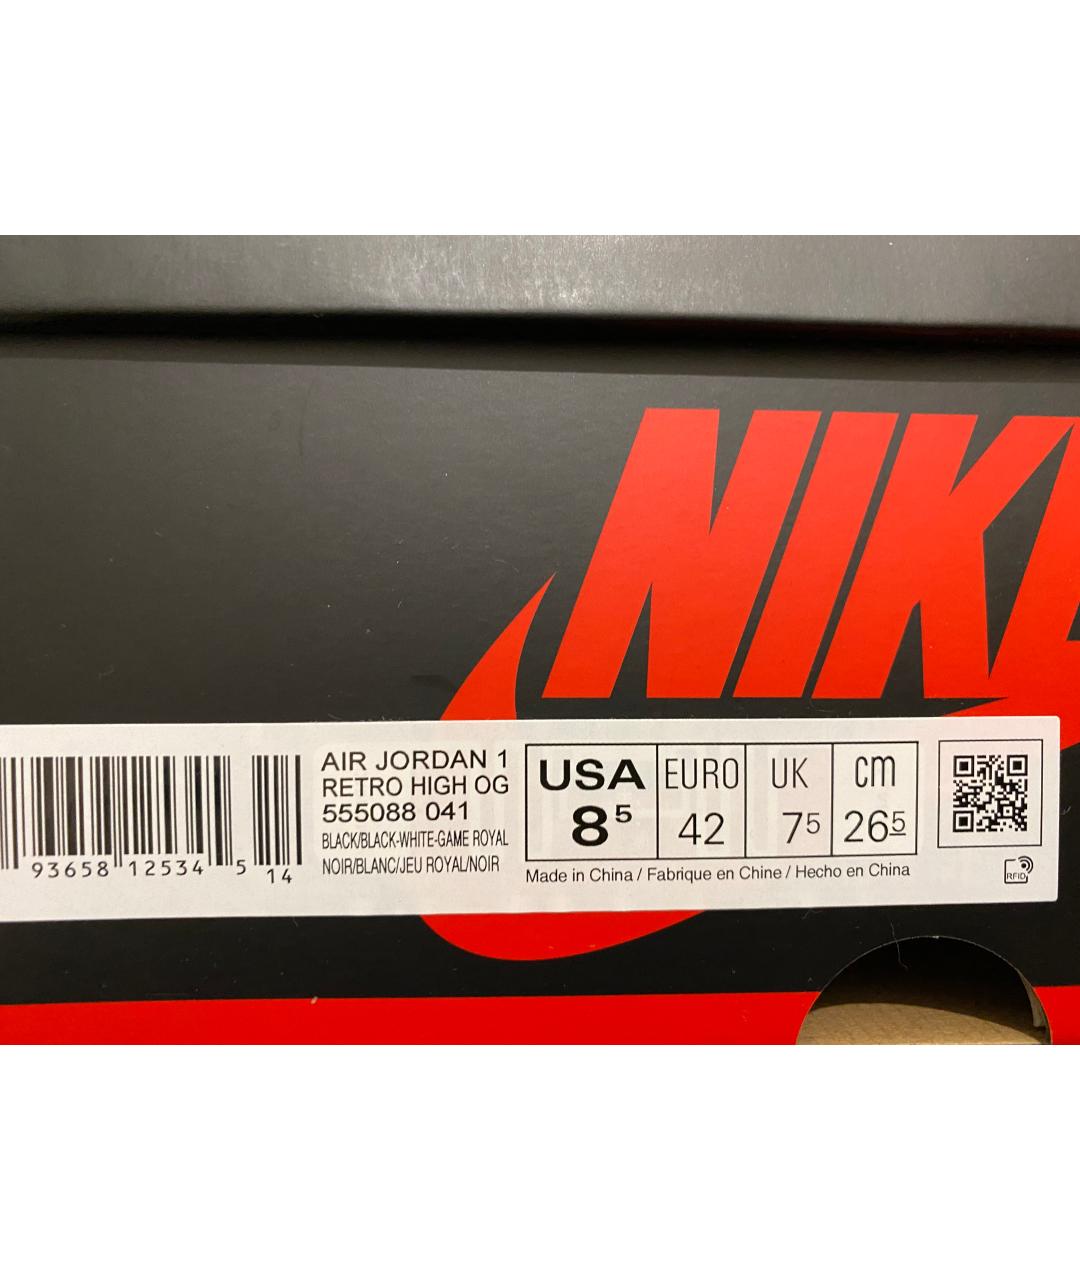 NIKE
AIR JORDAN 1
RETRO HIGH OG
555088 041
BLACK/BLACK-WHITE-GAME ROYAL
NOIR/BLANC/JEU ROYAL/NOIR
93658 12534 5 14
USA EURO UK cm
8⁵ 42 7⁵ 26⁵
Made in China / Fabrique en Chine / Hecho en China
RFID